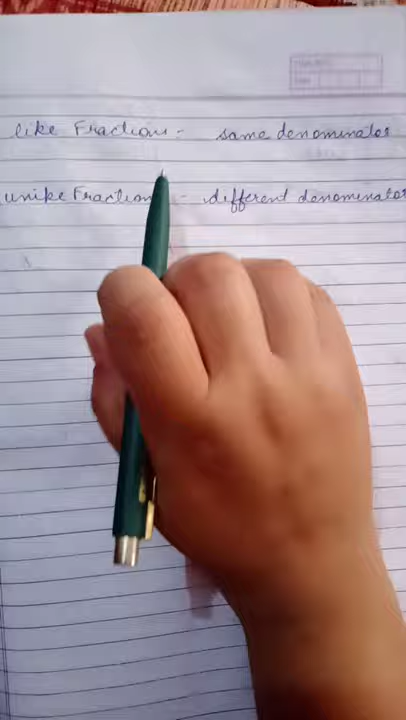 like Fractions - same denominator
unike Fraction - different denominator